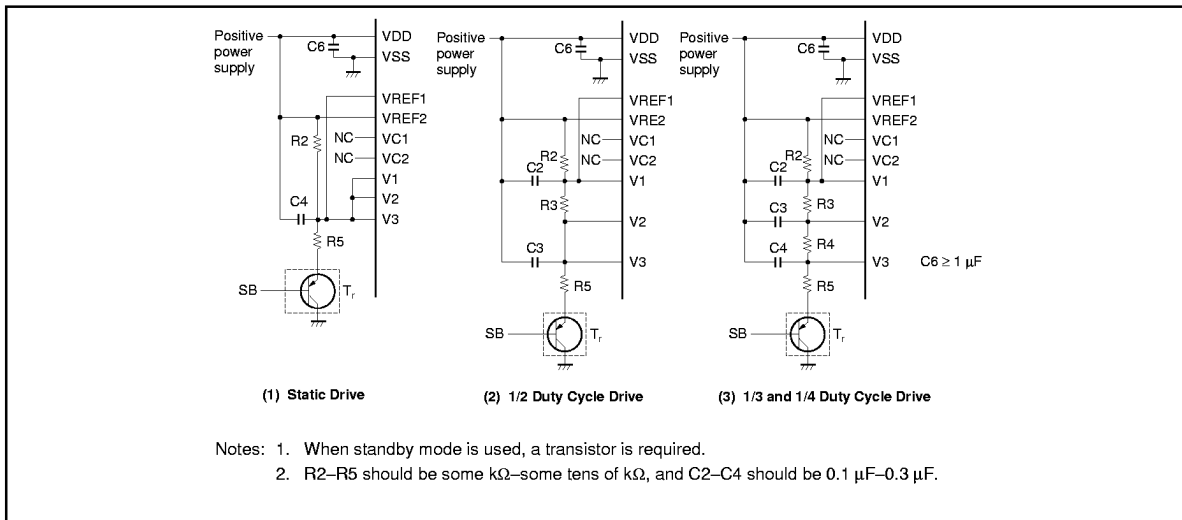 Positive
power
supply
C6
VDD
VSS
VREF1
VREF2
R2
NC
VC1
NC
VC2
V1
V2
C4
V3
R5
SB
Tr
(1) Static Drive
Positive
power
supply
C6
VDD
VSS
VREF1
VRE2
NC
VC1
R2
NC
VC2
C2
V1
R3
V2
C3
V3
R5
SB
Tr
(2) 1/2 Duty Cycle Drive
Positive
power
supply
C6
VDD
VSS
VREF1
VREF2
NC
VC1
R2
NC
VC2
C2
V1
R3
C3
V2
R4
C4
V3
C6 ≥ 1 µF
R5
SB
Tr
(3) 1/3 and 1/4 Duty Cycle Drive
Notes: 1. When standby mode is used, a transistor is required.
2. R2–R5 should be some kΩ–some tens of kΩ, and C2–C4 should be 0.1 µF–0.3 µF.